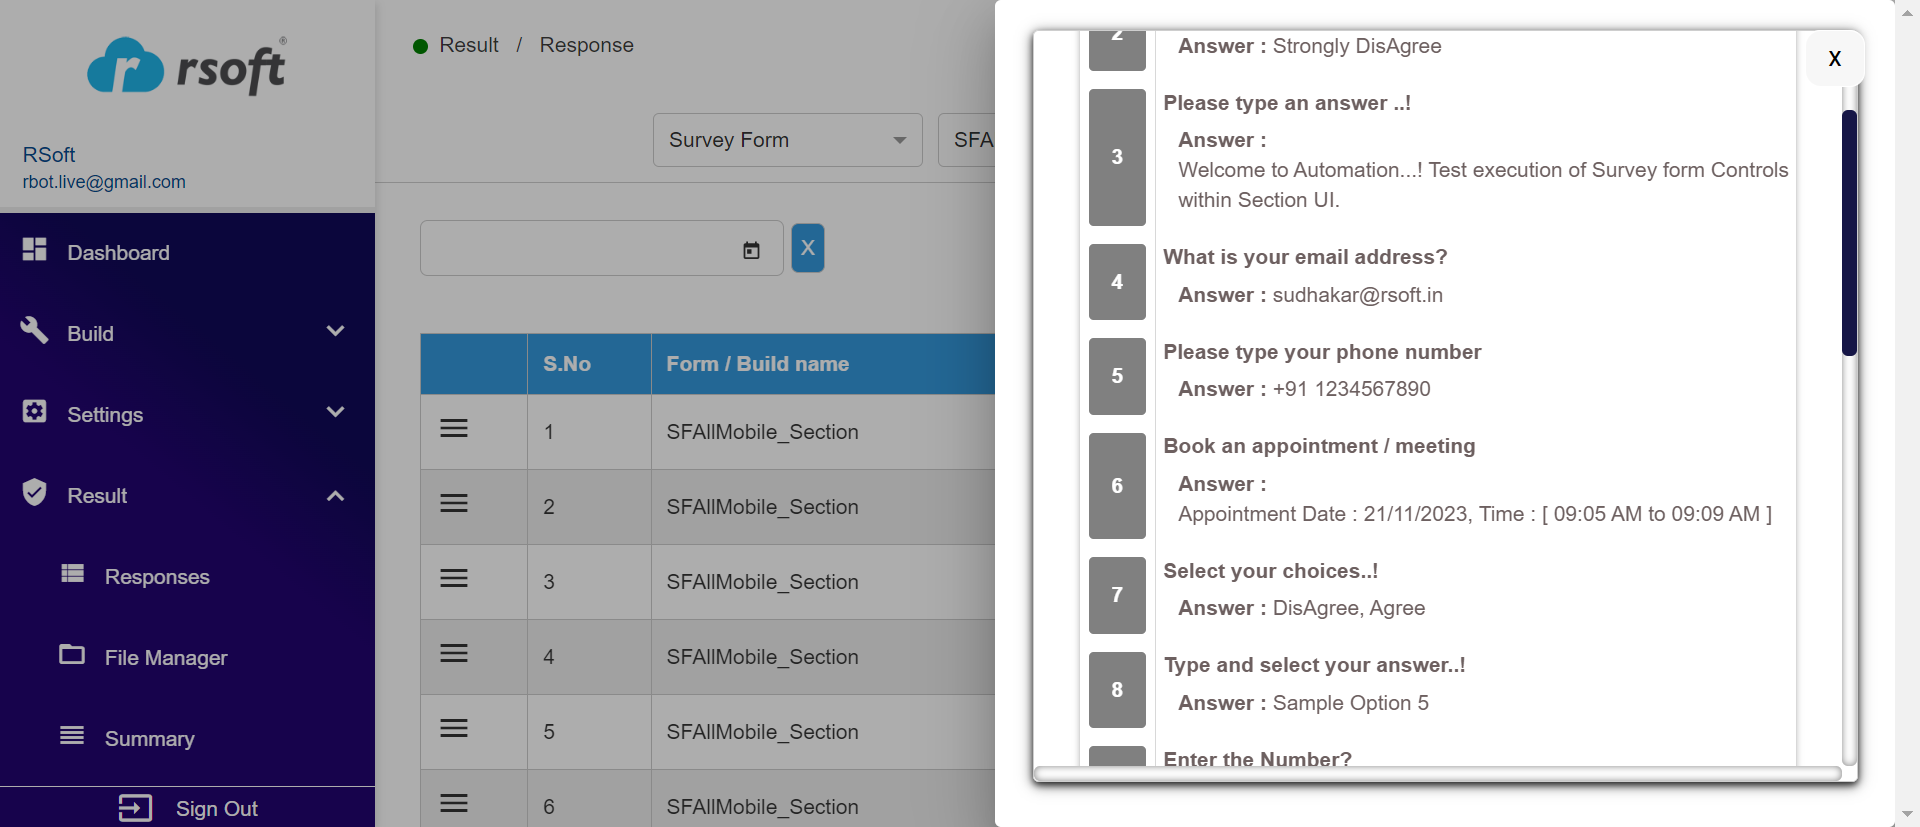 rsoft®
RSoft
rbot.live@gmail.com
Dashboard
Build
Settings
Result
Responses
File Manager
Summary
Sign Out
Result / Response
Survey Form
SFA
X
S.No
Form / Build name
1
SFAllMobile_Section
2
SFAllMobile_Section
3
SFAllMobile_Section
4
SFAllMobile_Section
5
SFAllMobile_Section
6
SFAllMobile_Section
X
2
Answer : Strongly DisAgree
3
Please type an answer ..!
Answer :
Welcome to Automation...! Test execution of Survey form Controls
within Section UI.
4
What is your email address?
Answer : sudhakar@rsoft.in
5
Please type your phone number
Answer : +91 1234567890
6
Book an appointment / meeting
Answer :
Appointment Date : 21/11/2023, Time : [ 09:05 AM to 09:09 AM ]
7
Select your choices..!
Answer : DisAgree, Agree
8
Type and select your answer..!
Answer : Sample Option 5
Enter the Number?